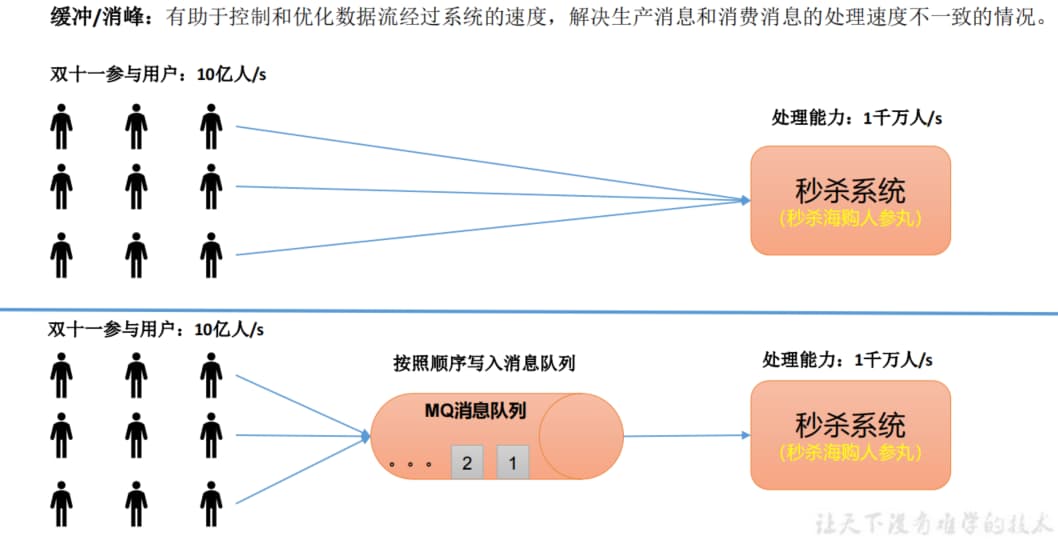 缓冲/消峰：有助于控制和优化数据流经过系统的速度，解决生产消息和消费消息的处理速度不一致的情况。
双十一参与用户：10亿人/s
处理能力：1千万人/s
秒杀系统
（秒杀海购人参丸）
双十一参与用户：10亿人/s
按照顺序写入消息队列
处理能力：1千万人/s
MQ消息队列
。。。 2 1
秒杀系统
（秒杀海购人参丸）
让天下没有难学的技术